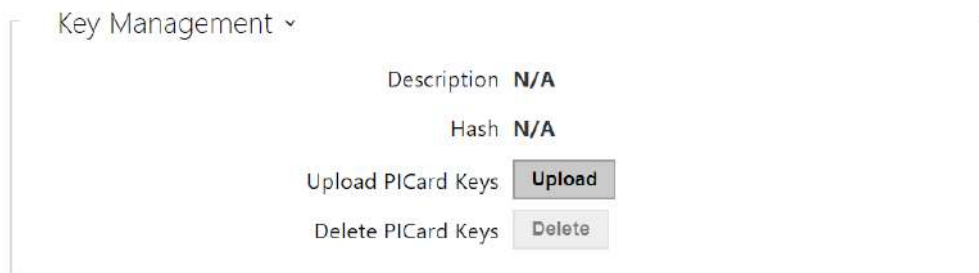 Key Management
Description N/A
Hash N/A
Upload PICard Keys Upload
Delete PICard Keys Delete